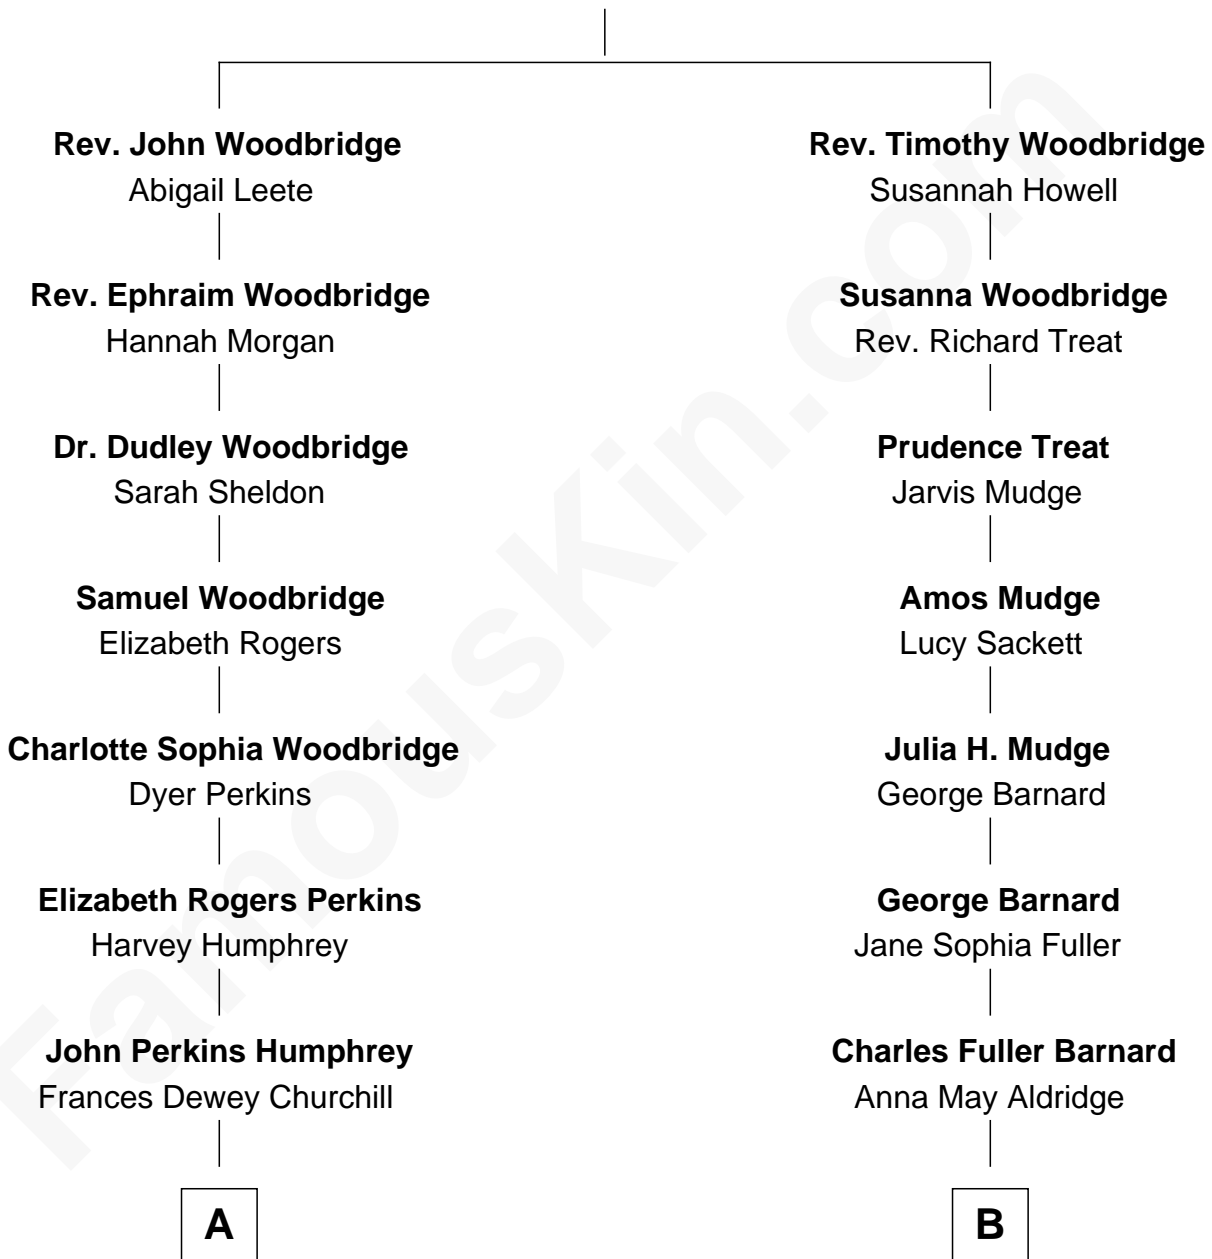 Rev. John Woodbridge
Abigail Leete
Rev. Ephraim Woodbridge
Hannah Morgan
Dr. Dudley Woodbridge
Sarah Sheldon
Samuel Woodbridge
Elizabeth Rogers
Charlotte Sophia Woodbridge
Dyer Perkins
Elizabeth Rogers Perkins
Harvey Humphrey
John Perkins Humphrey
Frances Dewey Churchill
A
Rev. Timothy Woodbridge
Susannah Howell
Susanna Woodbridge
Rev. Richard Treat
Prudence Treat
Jarvis Mudge
Amos Mudge
Lucy Sackett
Julia H. Mudge
George Barnard
George Barnard
Jane Sophia Fuller
Charles Fuller Barnard
Anna May Aldridge
B
FamousKin.com